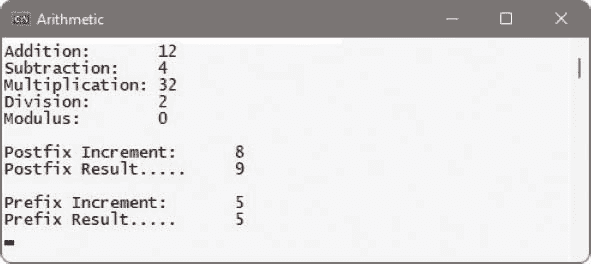 Arithmetic
Addition: 12
Subtraction: 4
Multiplication: 32
Division: 2
Modulus: 0
Postfix Increment: 8
Postfix Result..... 9
Prefix Increment: 5
Prefix Result..... 5